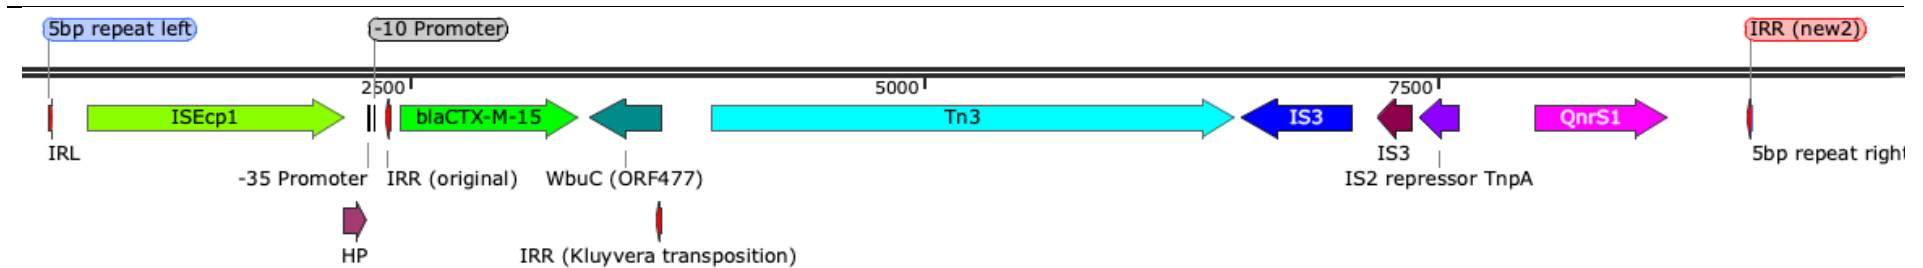 5bp repeat left
-10 Promoter
IRR (new2)
2500
5000
7500
ISEcp1
blaCTX-M-15
Tn3
IS3
QnrS1
IRL
IS3
5bp repeat right
-35 Promoter
IRR (original)
WbuC (ORF477)
IS2 repressor TnpA
HP
IRR (Kluyvera transposition)